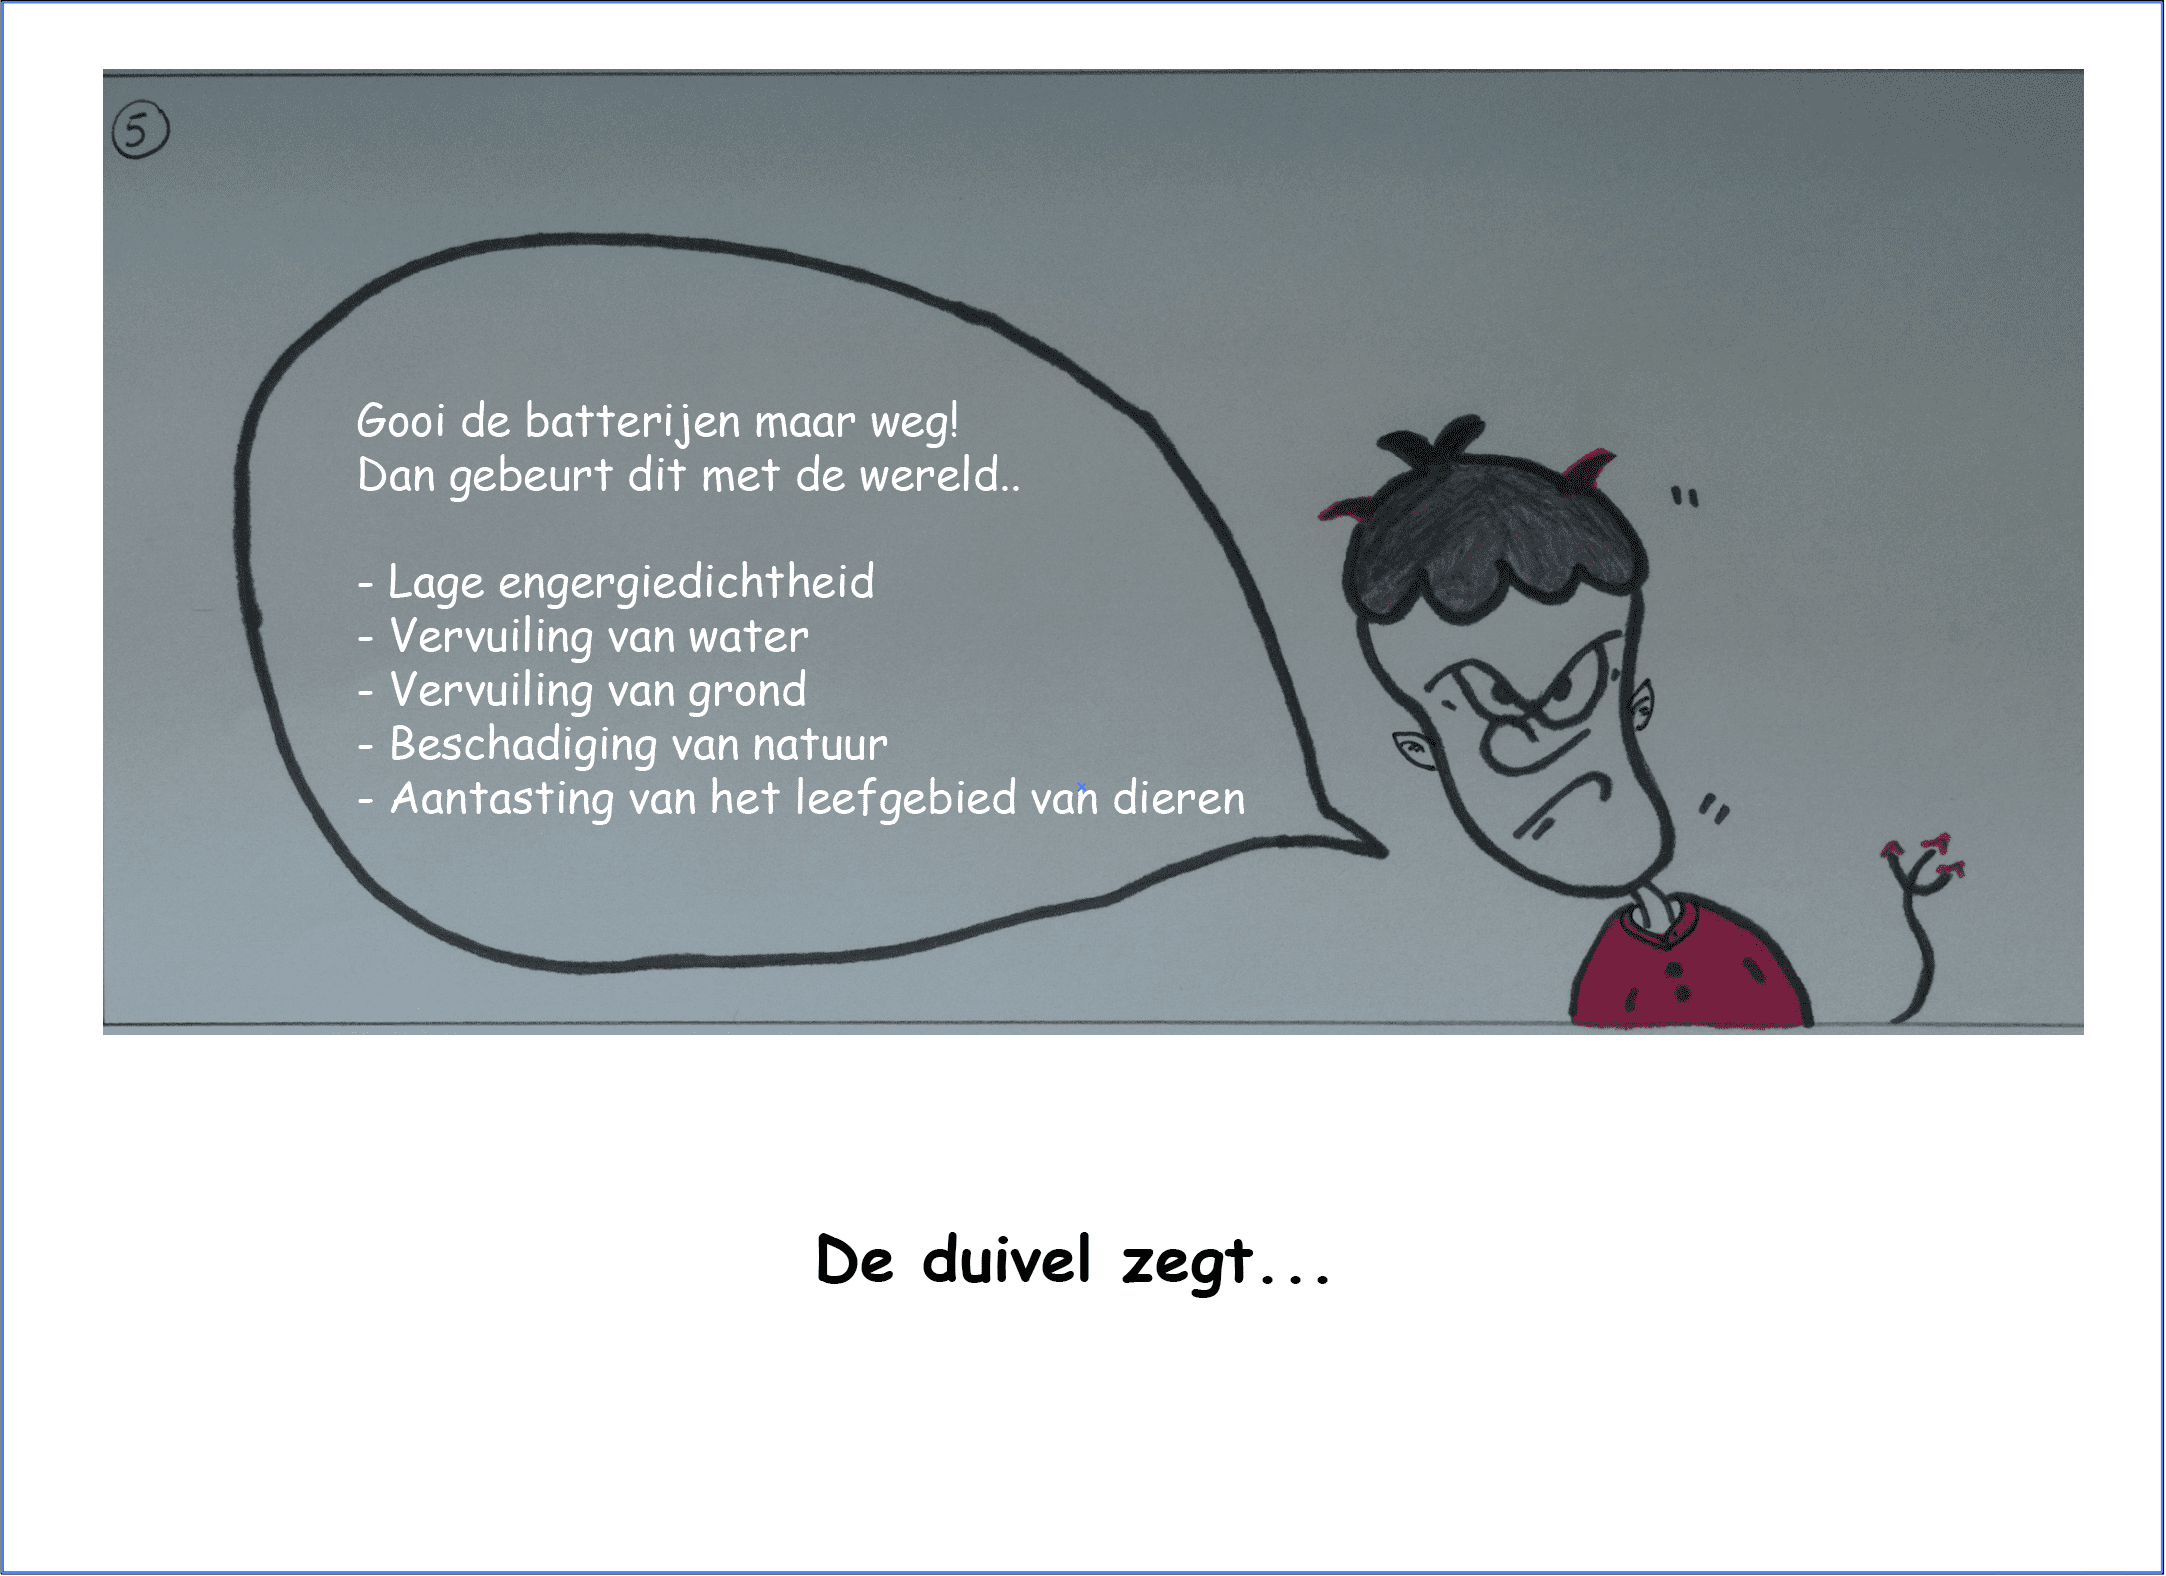 5
Gooi de batterijen maar weg!
Dan gebeurt dit met de wereld..
- Lage engergiedichtheid
- Vervuiling van water
- Vervuiling van grond
- Beschadiging van natuur
- Aantasting van het leefgebied van dieren
De duivel zegt...